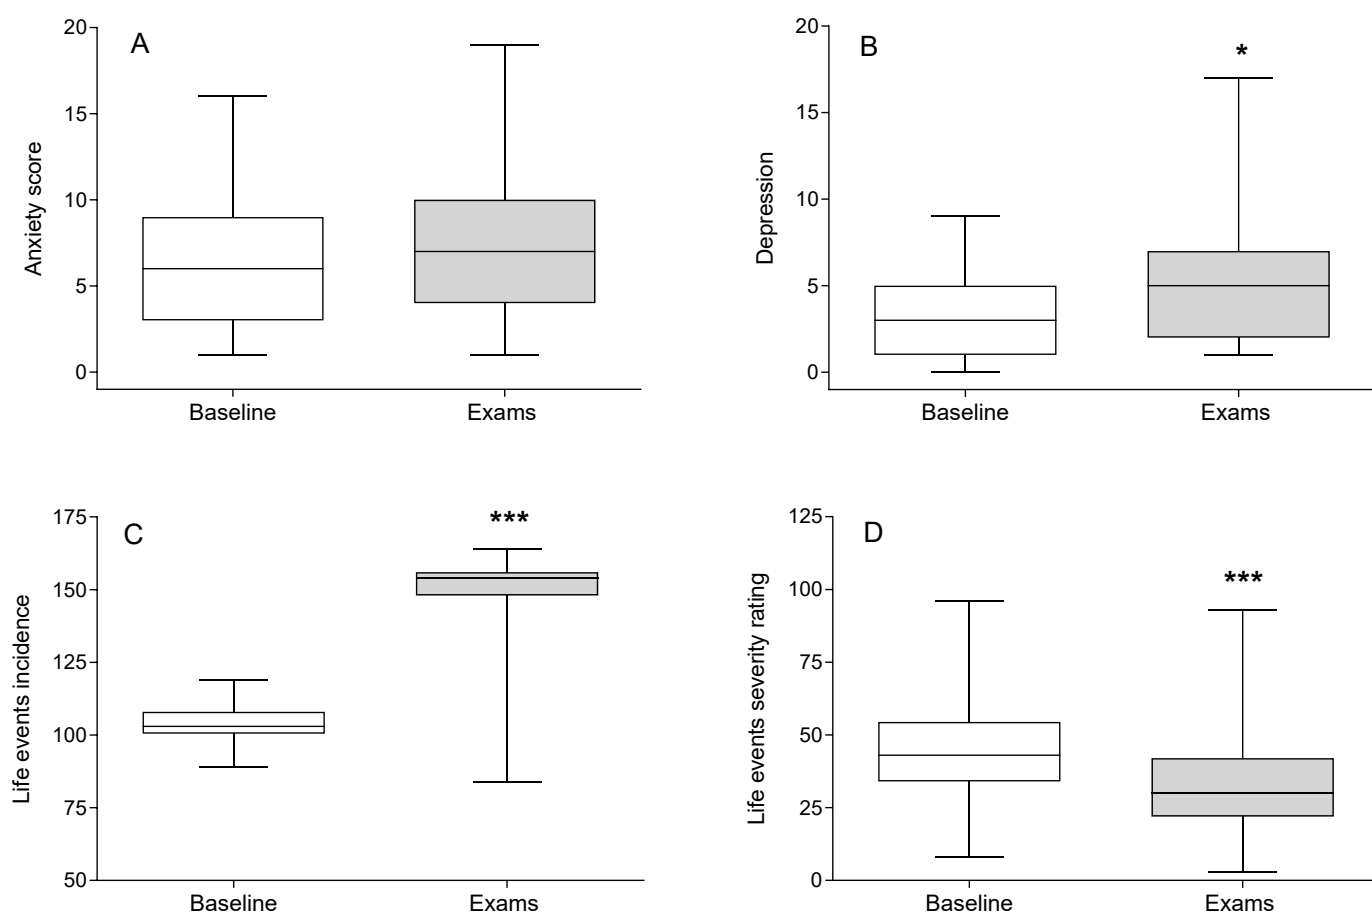 A
Anxiety score
20
15
10
5
0
Baseline
Exams
B
*
Depression
20
15
10
5
0
Baseline
Exams
C
***
Life events incidence
175
150
125
100
75
50
Baseline
Exams
D
***
Life events severity rating
125
100
75
50
25
0
Baseline
Exams